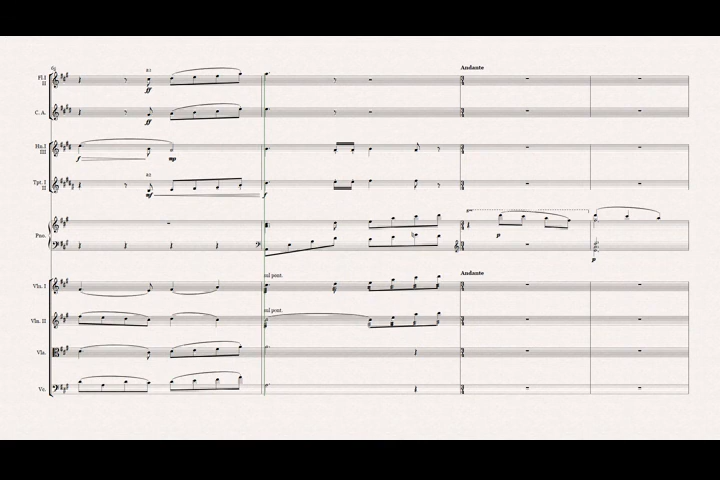 Andante
Fl.I
II
C. A.
Hn.I
III
Tpt. I
II
Pno.
Andante
Vln. I
sul pont.
Vln. II
sul pont.
Vla.
Vc.